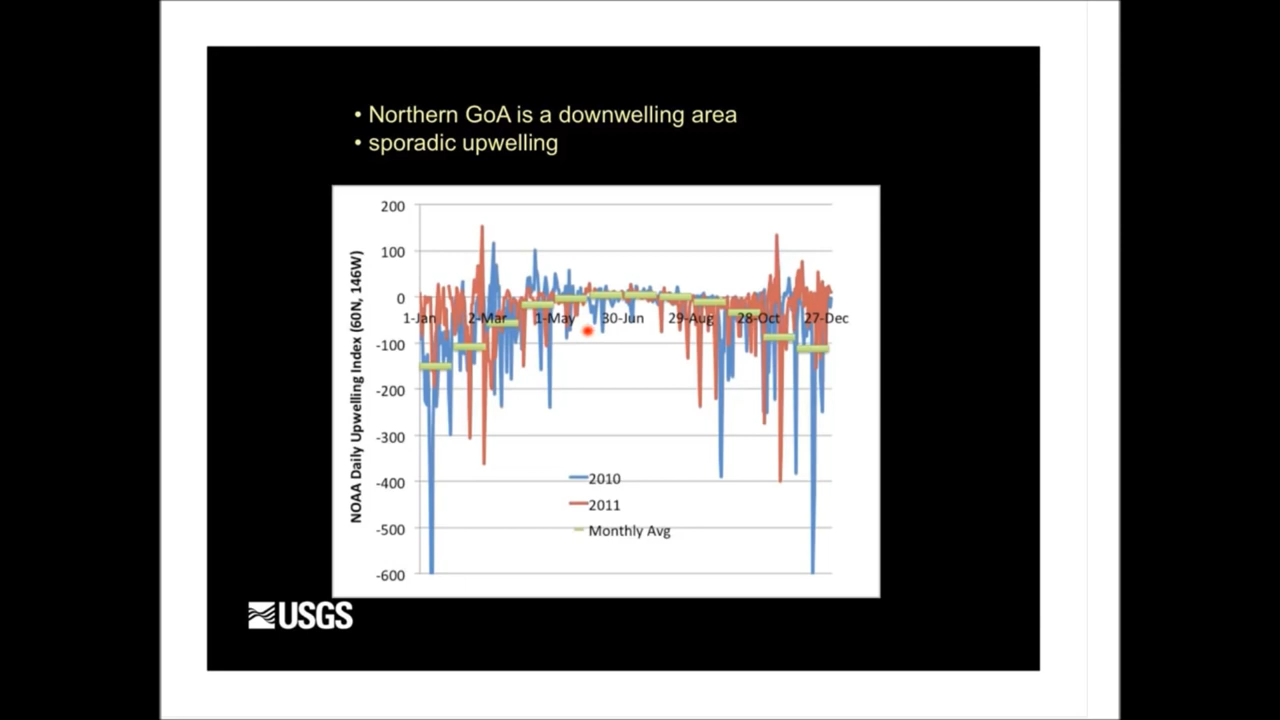 • Northern GoA is a downwelling area
• sporadic upwelling
NOAA Daily Upwelling Index (60N, 146W)
200
100
0
1-Jan 2-Mar 1-May 30-Jun 29-Aug 28-Oct 27-Dec
-100
-200
-300
-400
-500
-600
2010
2011
Monthly Avg
USGS